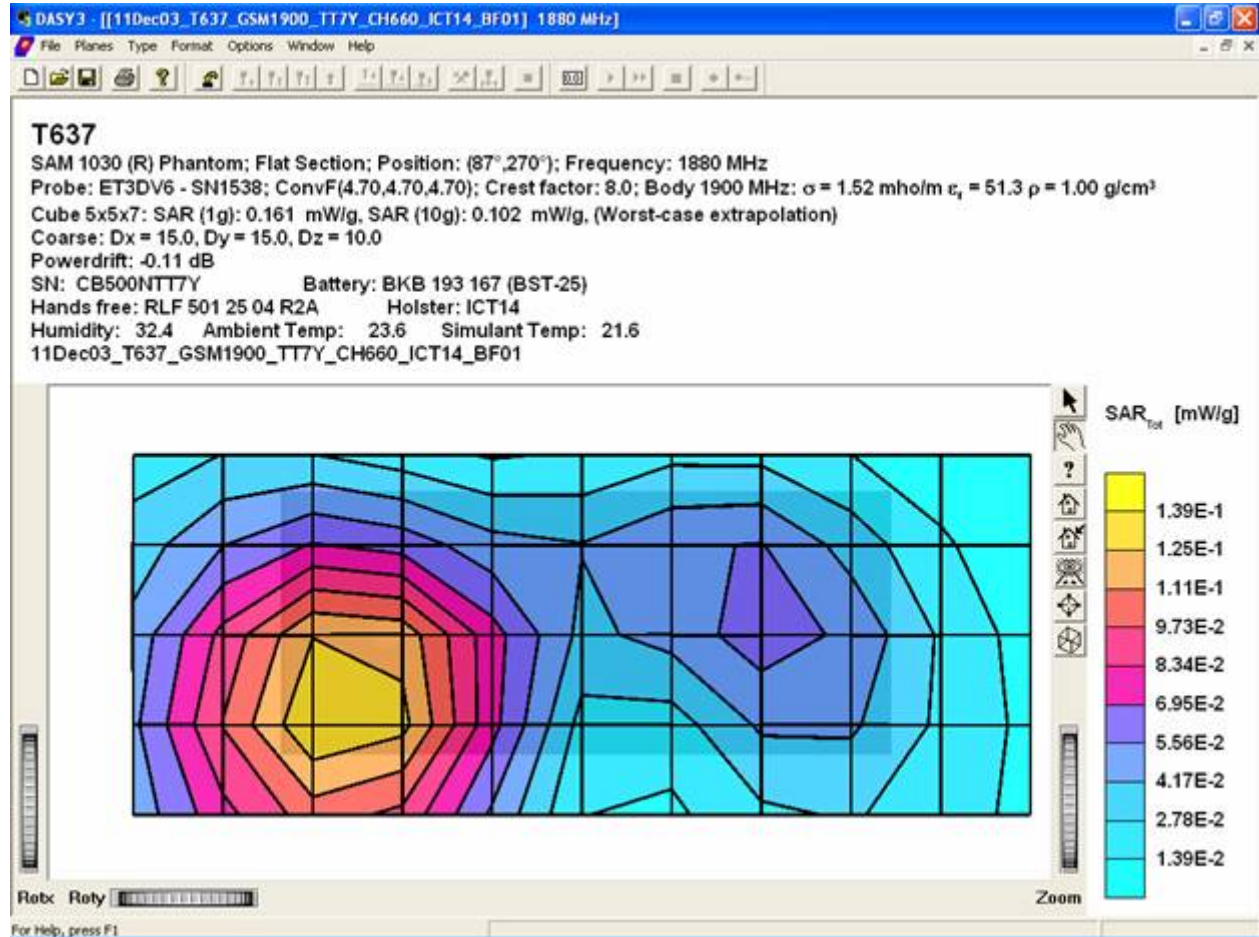 DASY3 - [[11Dec03_T637_GSM1900_TT7Y_CH660_ICT14_BF01] 1880 MHz]
File Planes Type Format Options Window Help
T637
SAM 1030 (R) Phantom; Flat Section; Position: (87°,270°); Frequency: 1880 MHz
Probe: ET3DV6 - SN1538; ConvF(4.70,4.70,4.70); Crest factor: 8.0; Body 1900 MHz: σ = 1.52 mho/m εr = 51.3 ρ = 1.00 g/cm³
Cube 5x5x7: SAR (1g): 0.161 mW/g, SAR (10g): 0.102 mW/g, (Worst-case extrapolation)
Coarse: Dx = 15.0, Dy = 15.0, Dz = 10.0
Powerdrift: -0.11 dB
SN: CB500NTT7Y Battery: BKB 193 167 (BST-25)
Hands free: RLF 501 25 04 R2A Holster: ICT14
Humidity: 32.4 Ambient Temp: 23.6 Simulant Temp: 21.6
11Dec03_T637_GSM1900_TT7Y_CH660_ICT14_BF01
SARTot [mW/g]
1.39E-1
1.25E-1
1.11E-1
9.73E-2
8.34E-2
6.95E-2
5.56E-2
4.17E-2
2.78E-2
1.39E-2
Rotx Roty Zoom
For Help, press F1